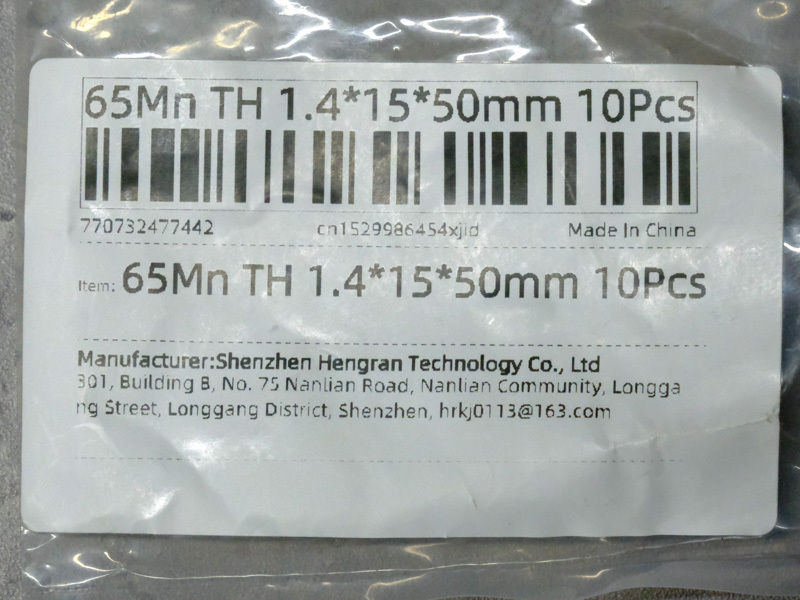 65Mn TH 1.4*15*50mm 10Pcs
770732477442 cn1529986454xjid Made In China
Item: 65Mn TH 1.4*15*50mm 10Pcs
Manufacturer:Shenzhen Hengran Technology Co., Ltd
301, Building B, No. 75 Nanlian Road, Nanlian Community, Longga
ng Street, Longgang District, Shenzhen, hrkj0113@163.com